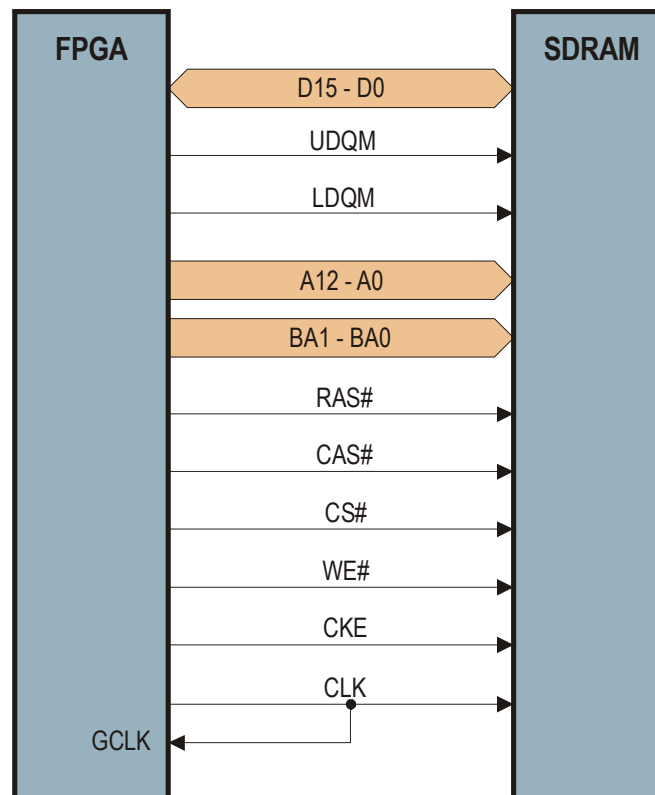 FPGA
SDRAM
D15 - D0
UDQM
LDQM
A12 - A0
BA1 - BA0
RAS#
CAS#
CS#
WE#
CKE
CLK
GCLK